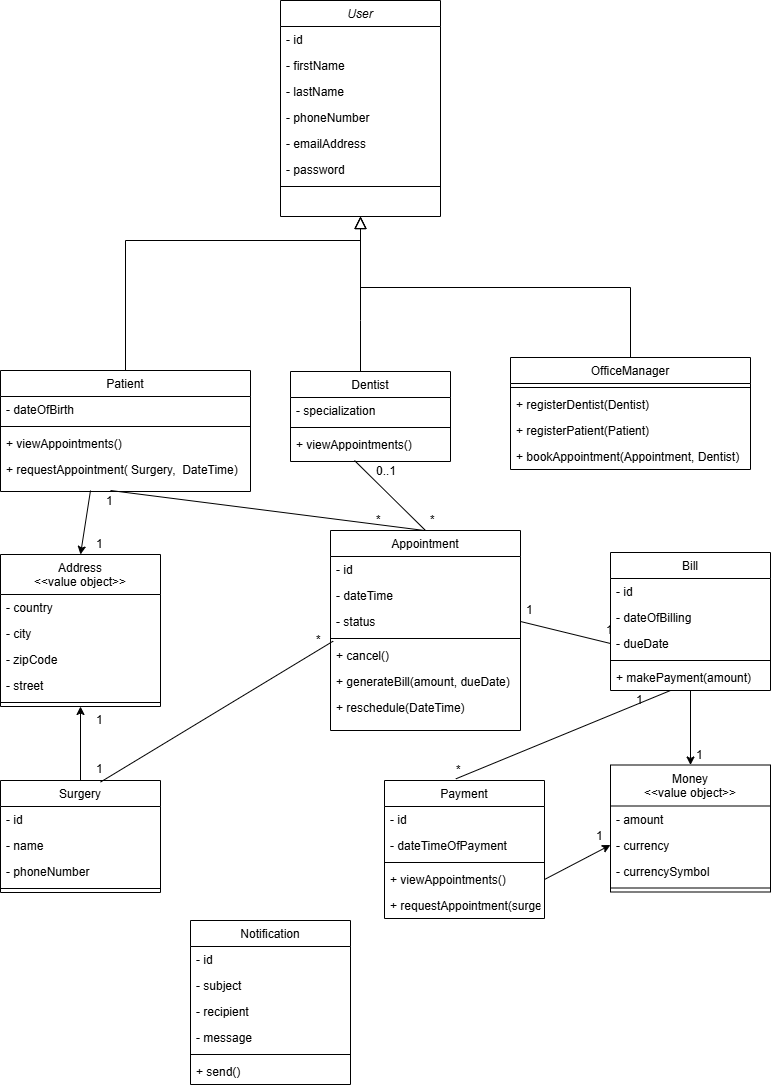 User
- id
- firstName
- lastName
- phoneNumber
- emailAddress
- password
Patient
- dateOfBirth
+ viewAppointments()
+ requestAppointment( Surgery,  DateTime)
Dentist
- specialization
+ viewAppointments()
OfficeManager
+ registerDentist(Dentist)
+ registerPatient(Patient)
+ bookAppointment(Appointment, Dentist)
0..1
1
*
*
1
Address
<<value object>>
- country
- city
- zipCode
- street
Appointment
- id
- dateTime
- status
+ cancel()
+ generateBill(amount, dueDate)
+ reschedule(DateTime)
1
1
Bill
- id
- dateOfBilling
- dueDate
+ makePayment(amount)
*
1
1
1
1
*
Surgery
- id
- name
- phoneNumber
Payment
- id
- dateTimeOfPayment
+ viewAppointments()
+ requestAppointment(surge
1
Money
<<value object>>
- amount
- currency
- currencySymbol
Notification
- id
- subject
- recipient
- message
+ send()